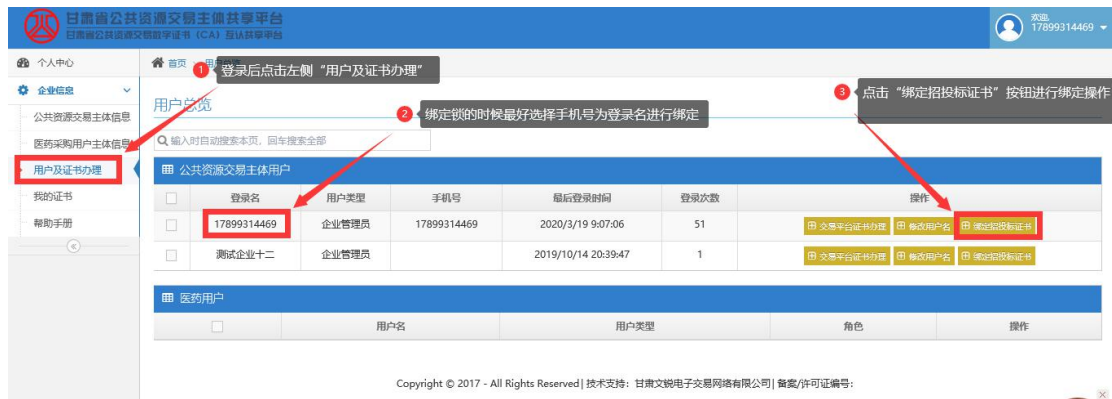 甘肃省公共资源交易主体共享平台
甘肃省公共资源交易数字证书（CA）互认共享平台
欢迎,
17899314469
个人中心
首页
用户总览
1 登录后点击左侧“用户及证书办理”
企业信息
3 点击“绑定招投标证书”按钮进行绑定操作
用户总览
公共资源交易主体信息
2 绑定锁的时候最好选择手机号为登录名进行绑定
医药采购用户主体信息
输入时自动搜索本页，回车搜索全部
用户及证书办理
公共资源交易主体用户
我的证书
登录名 用户类型 手机号 最后登录时间 登录次数 操作
帮助手册
17899314469 企业管理员 17899314469 2020/3/19 9:07:06 51 交易平台证书办理 修改用户名 绑定招投标证书
测试企业十二 企业管理员 2019/10/14 20:39:47 1 交易平台证书办理 修改用户名 绑定招投标证书
医药用户
用户名 用户类型 角色 操作
Copyright © 2017 - All Rights Reserved| 技术支持：甘肃文锐电子交易网络有限公司| 备案/许可证编号：